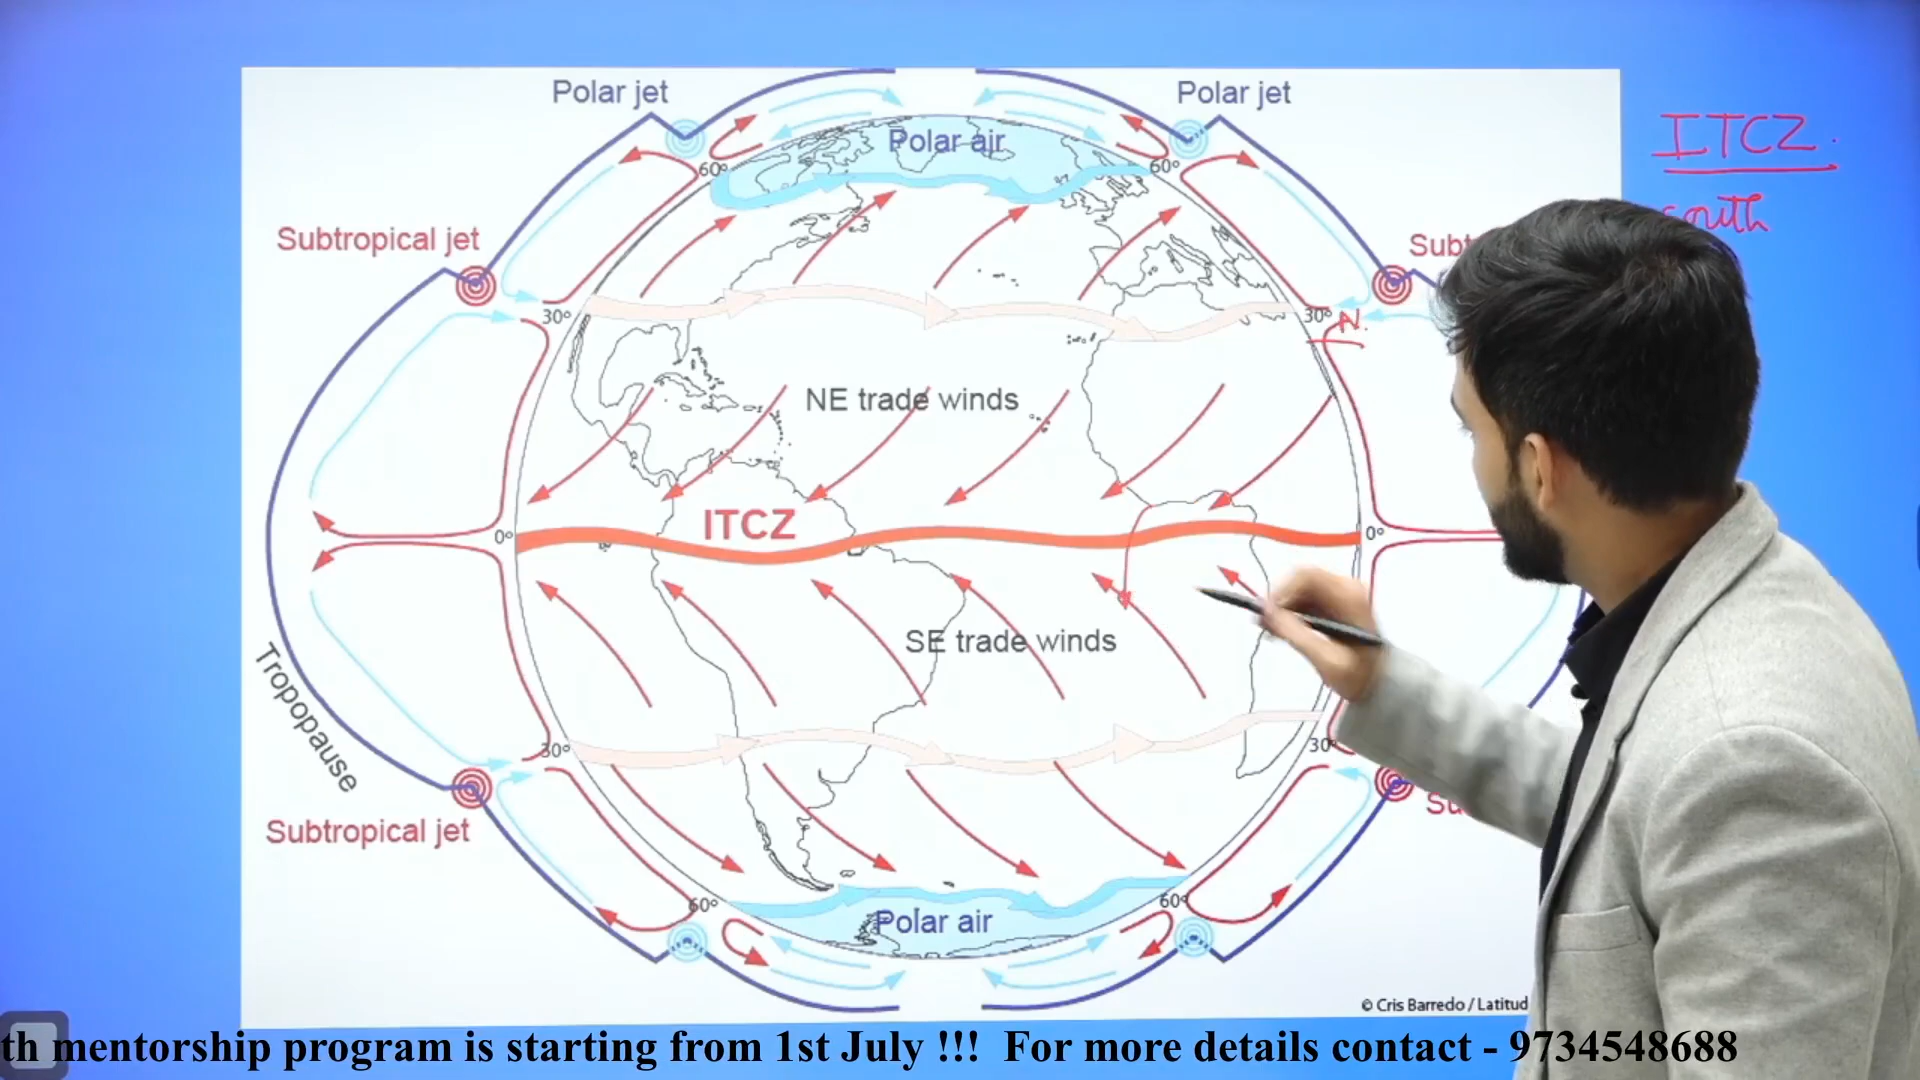 Polar jet
Polar jet
Polar air
ITCZ.
60°
60°
south
Subtropical jet
30°
30° N.
NE trade winds
ITCZ
0°
0°
SE trade winds
Tropopause
30°
30°
Subtropical jet
60°
60°
Polar air
© Cris Barredo / Latitud
th mentorship program is starting from 1st July !!! For more details contact - 9734548688